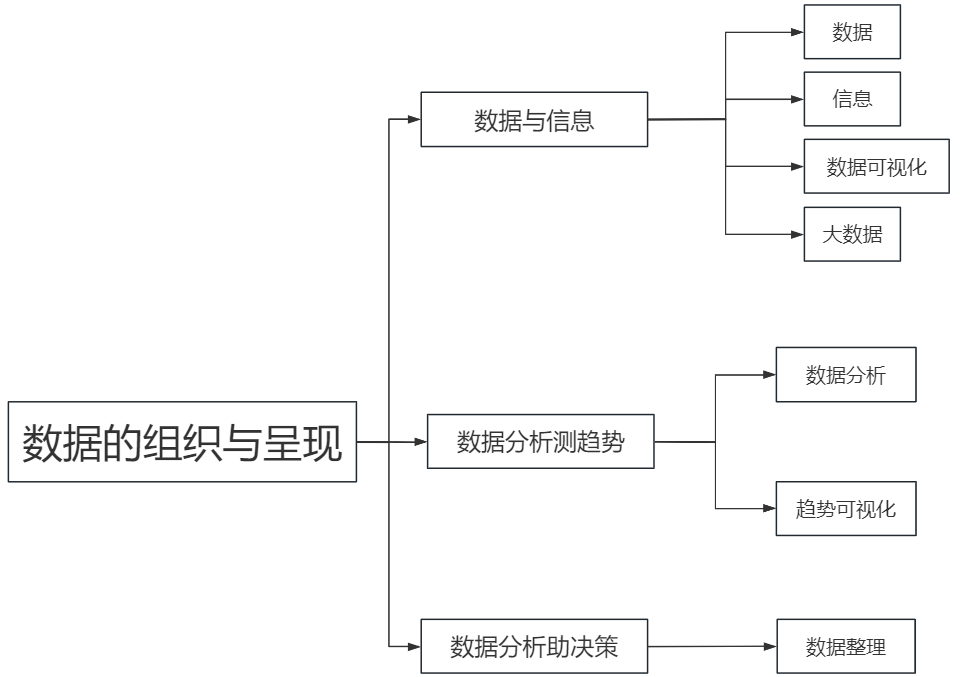 数据的组织与呈现
数据与信息
数据
信息
数据可视化
大数据
数据分析测趋势
数据分析
趋势可视化
数据分析助决策
数据整理